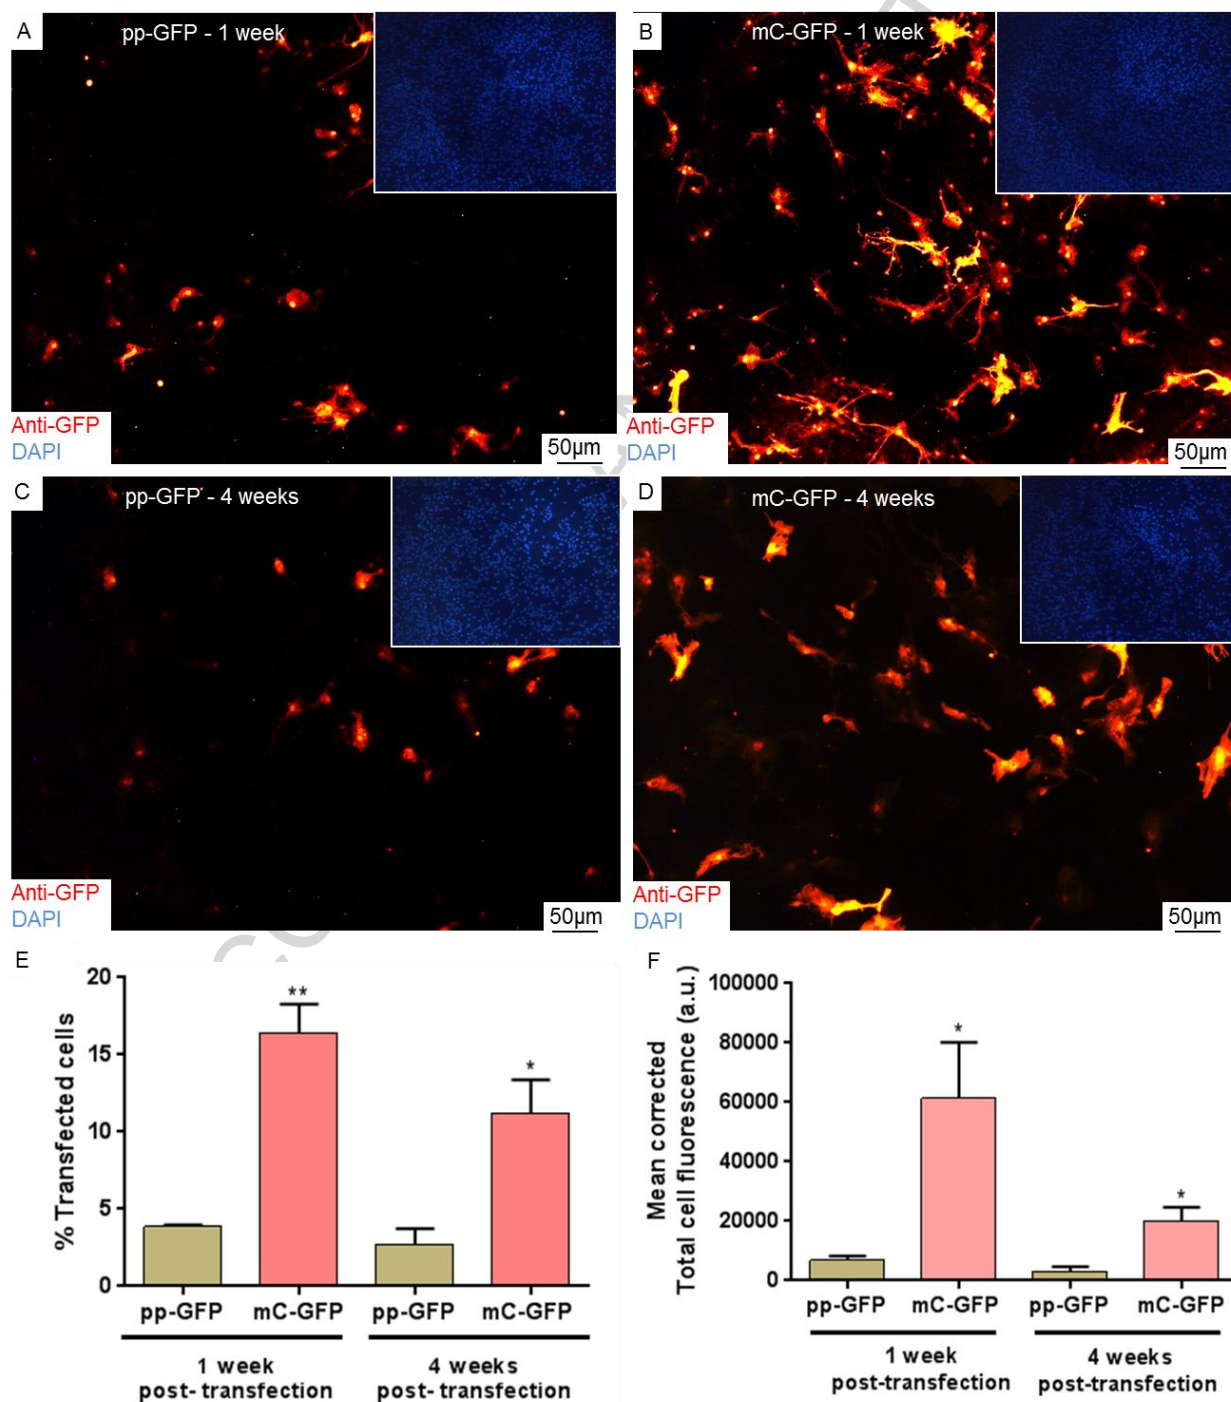 A
pp-GFP - 1 week
Anti-GFP
DAPI
50µm
B
mC-GFP - 1 week
Anti-GFP
DAPI
50µm
C
pp-GFP - 4 weeks
Anti-GFP
DAPI
50µm
D
mC-GFP - 4 weeks
Anti-GFP
DAPI
50µm
E
% Transfected cells
20
15
10
5
0
**
*
pp-GFP
mC-GFP
pp-GFP
mC-GFP
1 week
post- transfection
4 weeks
post- transfection
F
Mean corrected
Total cell fluorescence (a.u.)
100000
80000
60000
40000
20000
0
*
*
pp-GFP
mC-GFP
pp-GFP
mC-GFP
1 week
post-transfection
4 weeks
post-transfection